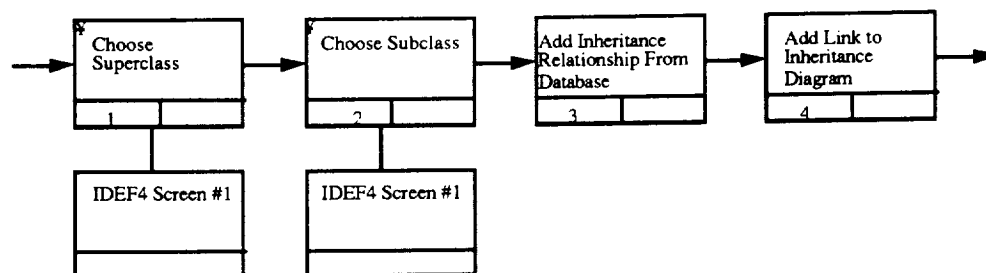 Choose
Superclass
1
Choose Subclass
2
Add Inheritance
Relationship From
Database
3
Add Link to
Inheritance
Diagram
4
IDEF4 Screen #1
IDEF4 Screen #1